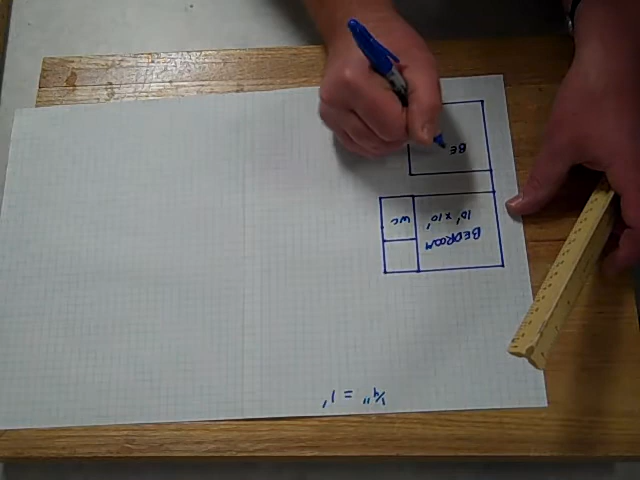 1/4" = 1'
BEDROOM
10' x 10'
WC
BE